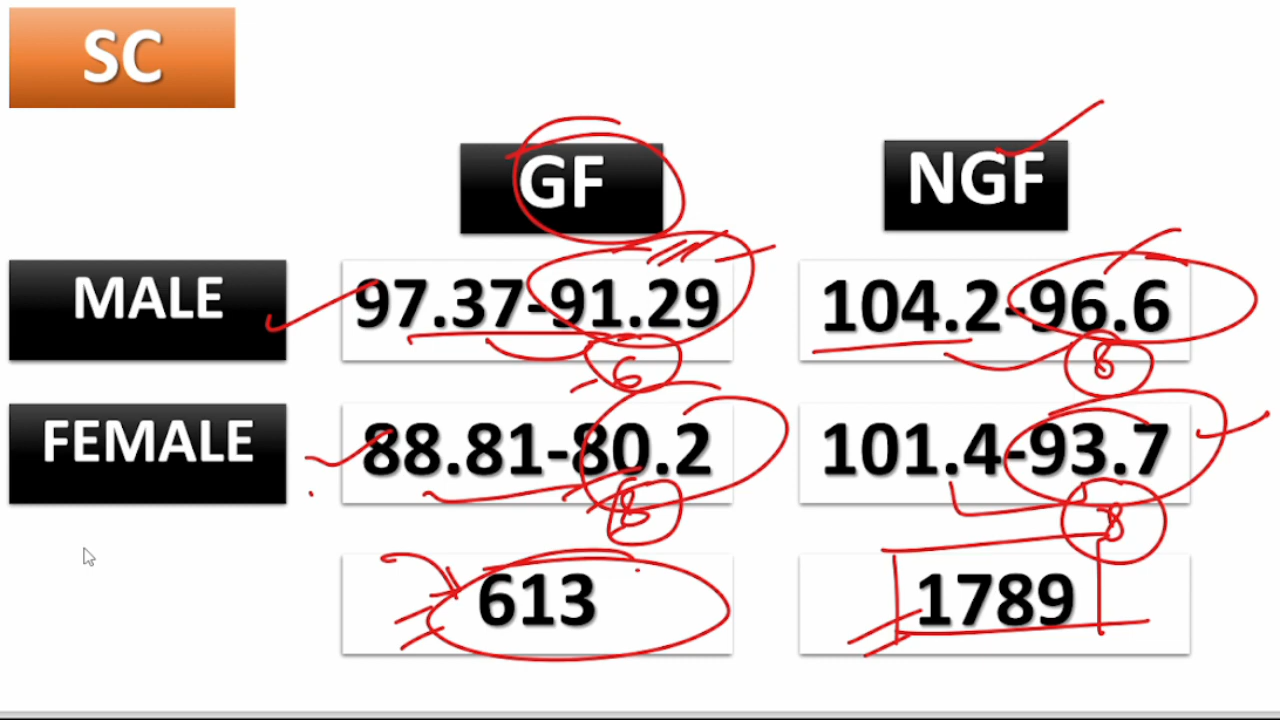 SC
GF NGF
MALE 97.37-91.29 104.2-96.6
6 8
FEMALE 88.81-80.2 101.4-93.7
8 8
613 1789